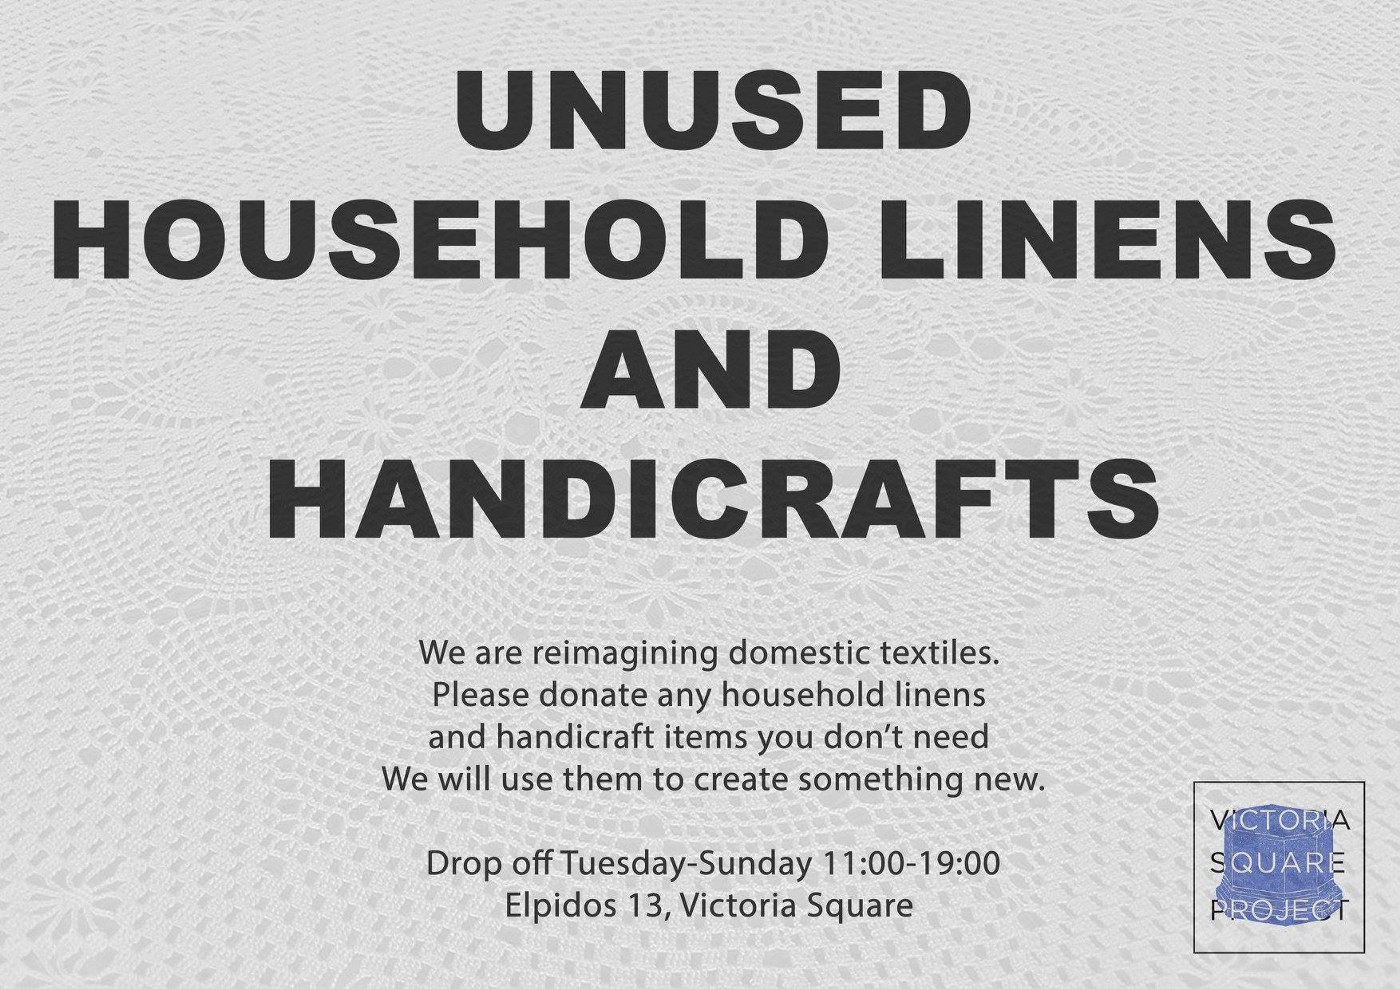 UNUSED
HOUSEHOLD LINENS
AND
HANDICRAFTS
We are reimagining domestic textiles.
Please donate any household linens
and handicraft items you don’t need
We will use them to create something new.
Drop off Tuesday-Sunday 11:00-19:00
Elpidos 13, Victoria Square
VICTORIA
SQUARE
PROJECT